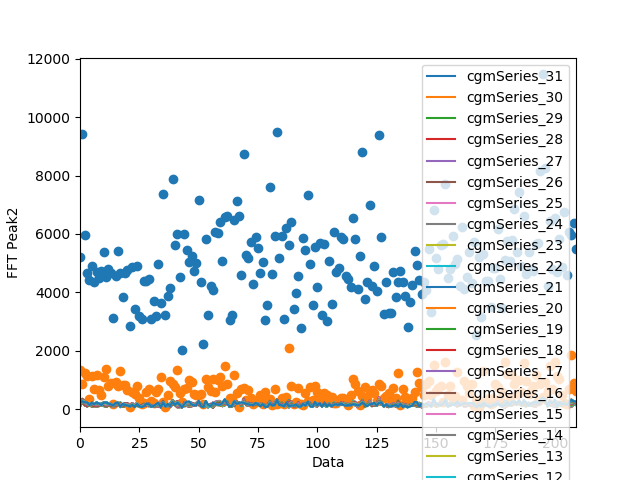 12000
10000
8000
6000
4000
2000
0
FFT Peak2
0 25 50 75 100 125 150 175 200
Data
cgmSeries_31
cgmSeries_30
cgmSeries_29
cgmSeries_28
cgmSeries_27
cgmSeries_26
cgmSeries_25
cgmSeries_24
cgmSeries_23
cgmSeries_22
cgmSeries_21
cgmSeries_20
cgmSeries_19
cgmSeries_18
cgmSeries_17
cgmSeries_16
cgmSeries_15
cgmSeries_14
cgmSeries_13
cgmSeries_12